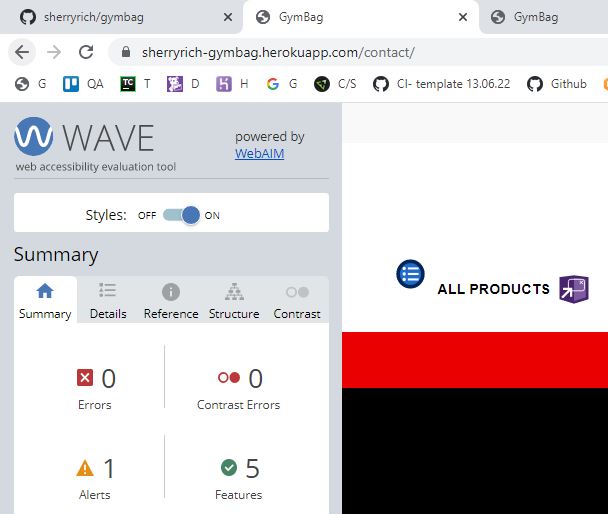 sherryrich/gymbag
GymBag
GymBag
sherryrich-gymbag.herokuapp.com/contact/
G QA T D H G C/S CI- template 13.06.22 Github
WAVE
web accessibility evaluation tool
powered by
WebAIM
Styles: OFF ON
Summary
Summary Details Reference Structure Contrast
0
Errors
0
Contrast Errors
1
Alerts
5
Features
ALL PRODUCTS